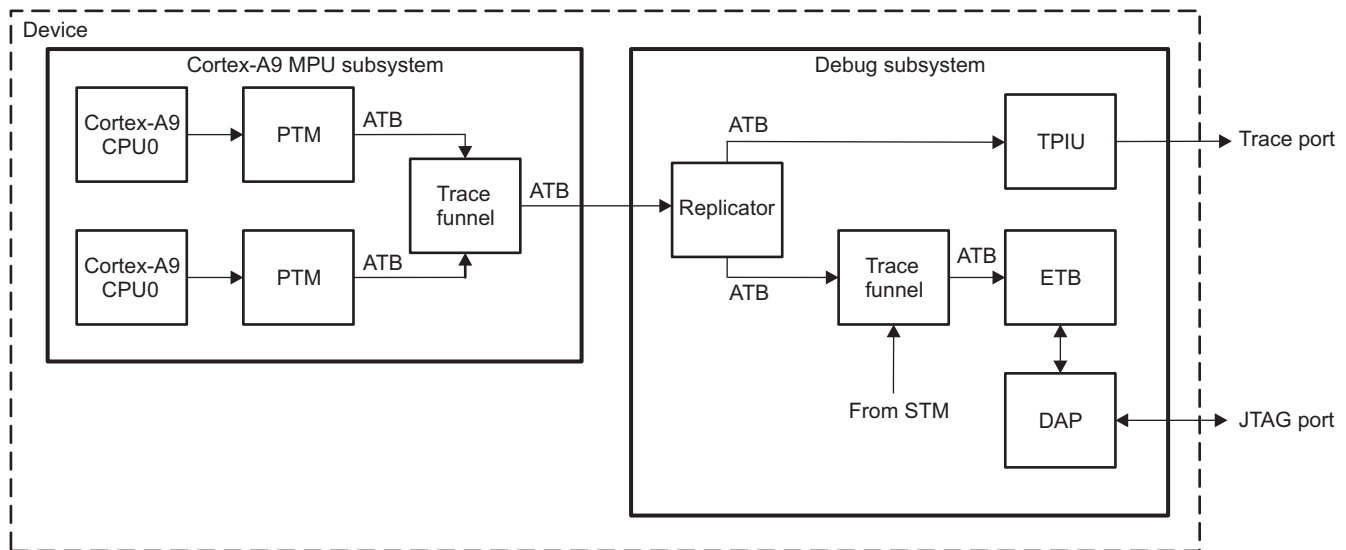 Device
Cortex-A9 MPU subsystem
Cortex-A9
CPU0
PTM
ATB
Trace
funnel
ATB
Cortex-A9
CPU0
PTM
ATB
Debug subsystem
Replicator
ATB
TPIU
Trace port
ATB
Trace
funnel
ATB
ETB
From STM
DAP
JTAG port